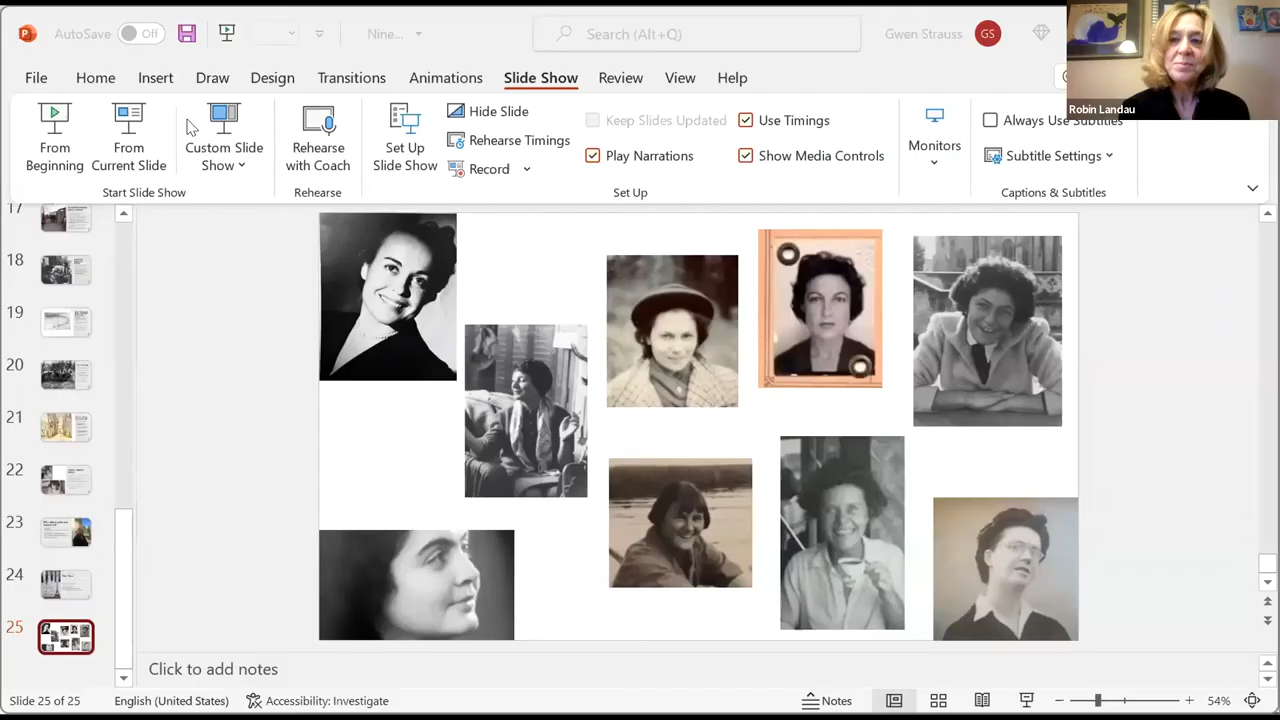 AutoSave Off
Nine...
Search (Alt+Q)
Gwen Strauss GS
Robin Landau
File Home Insert Draw Design Transitions Animations Slide Show Review View Help
From Beginning
From Current Slide
Custom Slide Show
Start Slide Show
Rehearse with Coach
Rehearse
Set Up Slide Show
Hide Slide
Rehearse Timings
Record
Keep Slides Updated
Play Narrations
Use Timings
Show Media Controls
Set Up
Monitors
Always Use Subtitles
Subtitle Settings
Captions & Subtitles
17
18
19
20
21
22
23
24
25
Click to add notes
Slide 25 of 25 English (United States) Accessibility: Investigate Notes 54%